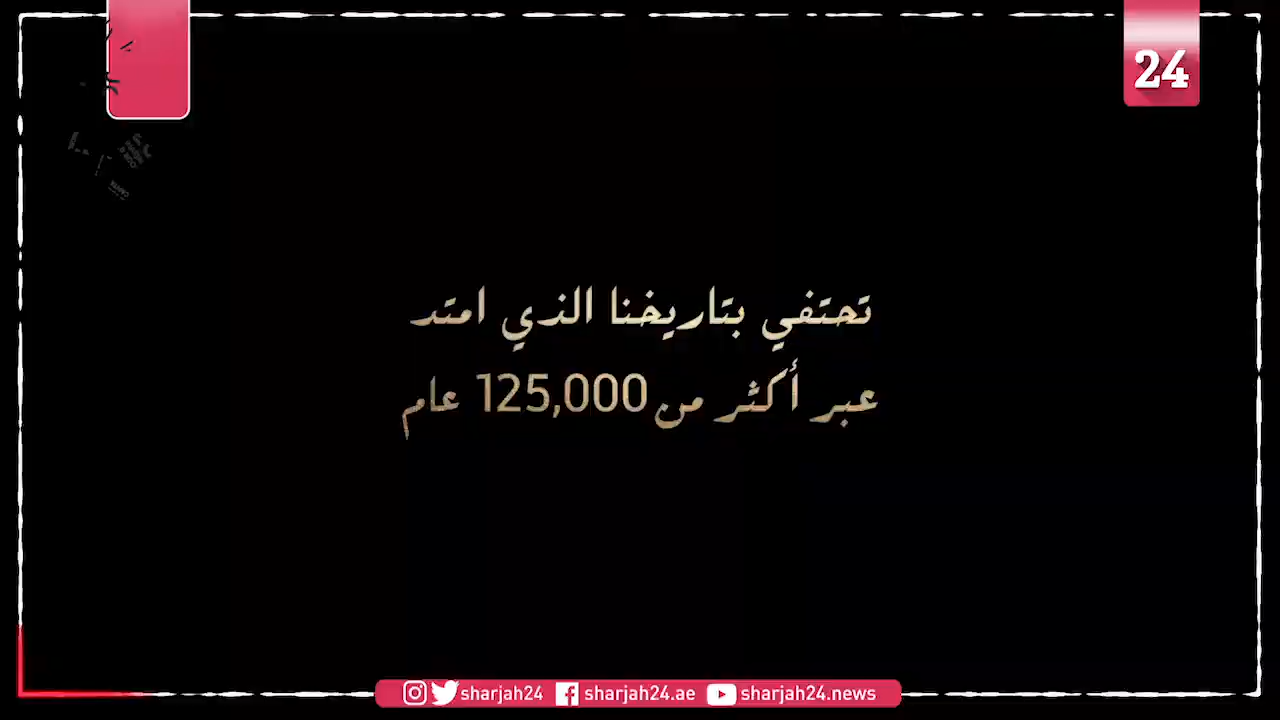 24
تحتفي بتاريخنا الذي امتد
عبر أكثر من 125,000 عام
sharjah24 sharjah24.ae sharjah24.news